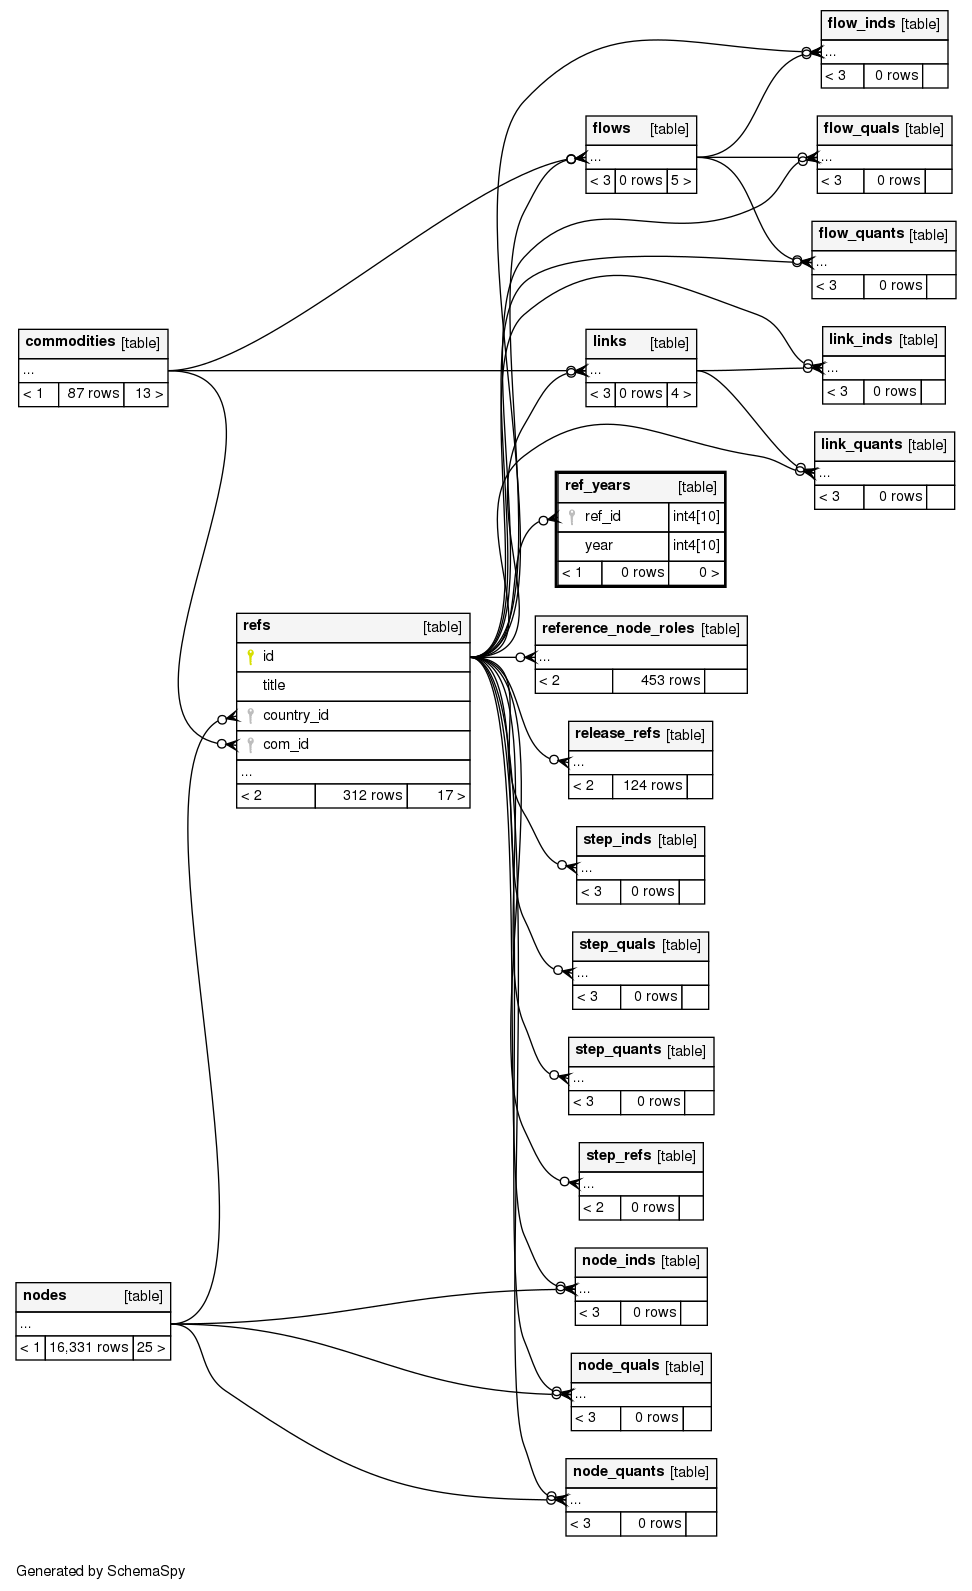 flow_inds [table]
...
< 3 0 rows
flows [table]
...
< 3 0 rows 5 >
flow_quals [table]
...
< 3 0 rows
flow_quants [table]
...
< 3 0 rows
commodities [table]
...
< 1 87 rows 13 >
links [table]
...
< 3 0 rows 4 >
link_inds [table]
...
< 3 0 rows
link_quants [table]
...
< 3 0 rows
ref_years [table]
ref_id int4[10]
year int4[10]
< 1 0 rows 0 >
refs [table]
id
title
country_id
com_id
...
< 2 312 rows 17 >
reference_node_roles [table]
...
< 2 453 rows
release_refs [table]
...
< 2 124 rows
step_inds [table]
...
< 3 0 rows
step_quals [table]
...
< 3 0 rows
step_quants [table]
...
< 3 0 rows
step_refs [table]
...
< 2 0 rows
nodes [table]
...
< 1 16,331 rows 25 >
node_inds [table]
...
< 3 0 rows
node_quals [table]
...
< 3 0 rows
node_quants [table]
...
< 3 0 rows
Generated by SchemaSpy